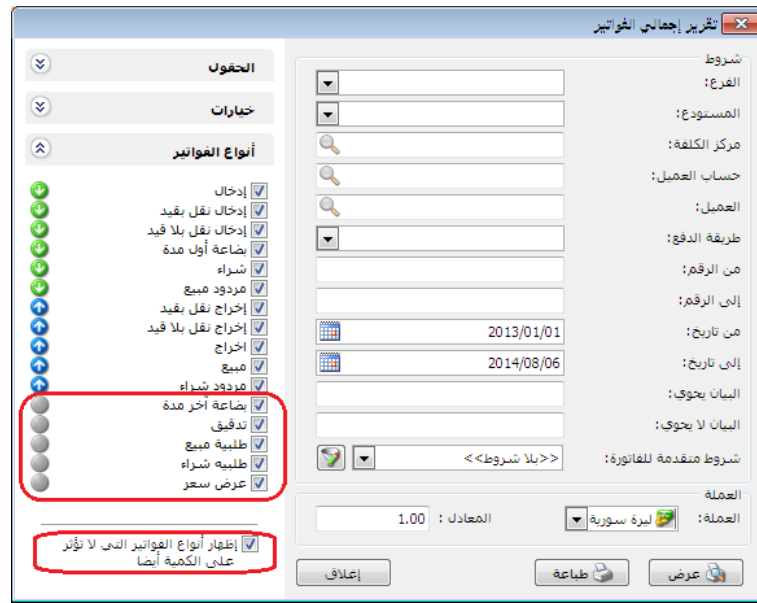 تقرير إجمالي الفواتير
شروط
الفرع:
المستودع:
مركز الكلفة:
حساب العميل:
العميل:
طريقة الدفع:
من الرقم:
إلى الرقم:
من تاريخ: 2013/01/01
إلى تاريخ: 2014/08/06
البيان يحوي:
البيان لا يحوي:
شروط متقدمة للفاتورة: <<بلا شروط>>
العملة
العملة: ليرة سورية المعادل : 1.00
عرض طباعة إغلاق
الحقول
خيارات
أنواع الفواتير
إدخال
إدخال نقل بقيد
إدخال نقل بلا قيد
بضاعة أول مدة
شراء
مردود مبيع
إخراج نقل بقيد
إخراج نقل بلا قيد
اخراج
مبيع
مردود شراء
بضاعة آخر مدة
تدقيق
طلبية مبيع
طلبيه شراء
عرض سعر
إظهار أنواع الفواتير التي لا تؤثر
على الكمية أيضا